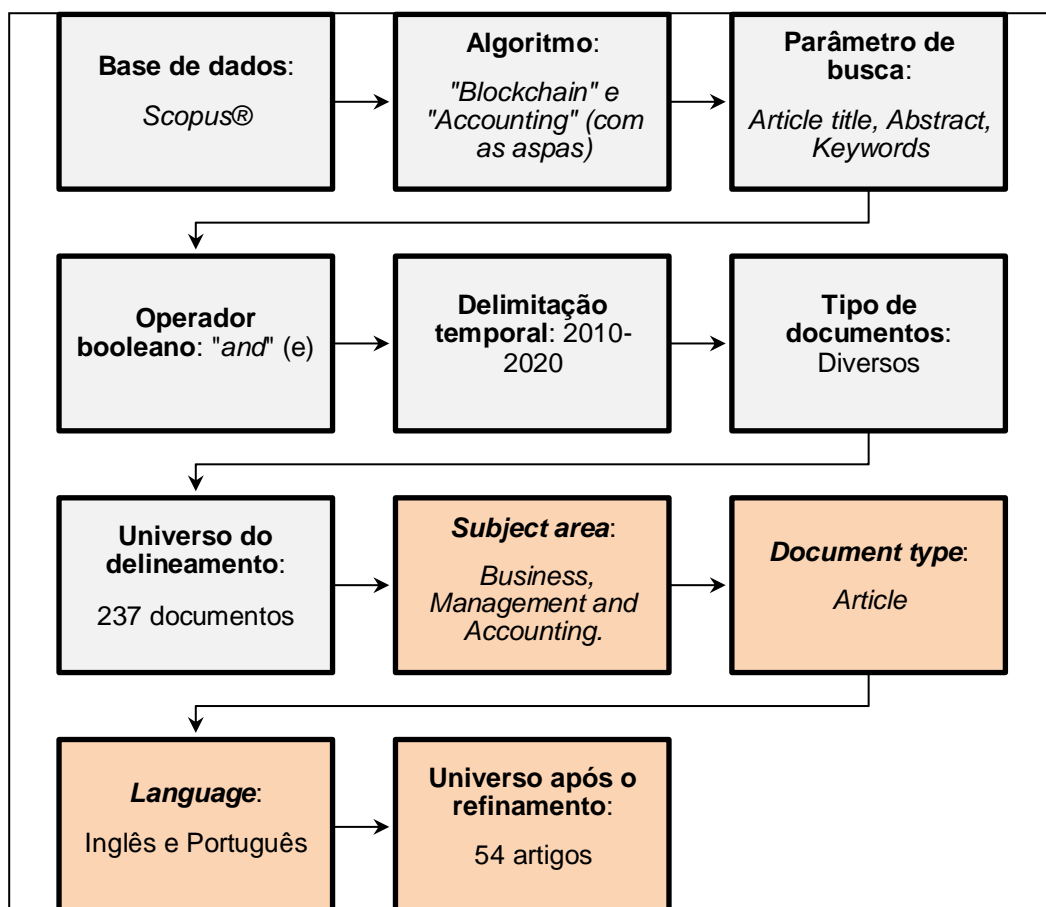 Base de dados:
Scopus®
Algoritmo:
"Blockchain" e
"Accounting" (com
as aspas)
Parâmetro de
busca:
Article title, Abstract,
Keywords
Operador
booleano: "and" (e)
Delimitação
temporal: 2010-
2020
Tipo de
documentos:
Diversos
Universo do
delineamento:
237 documentos
Subject area:
Business,
Management and
Accounting.
Document type:
Article
Language:
Inglês e Português
Universo após o
refinamento:
54 artigos